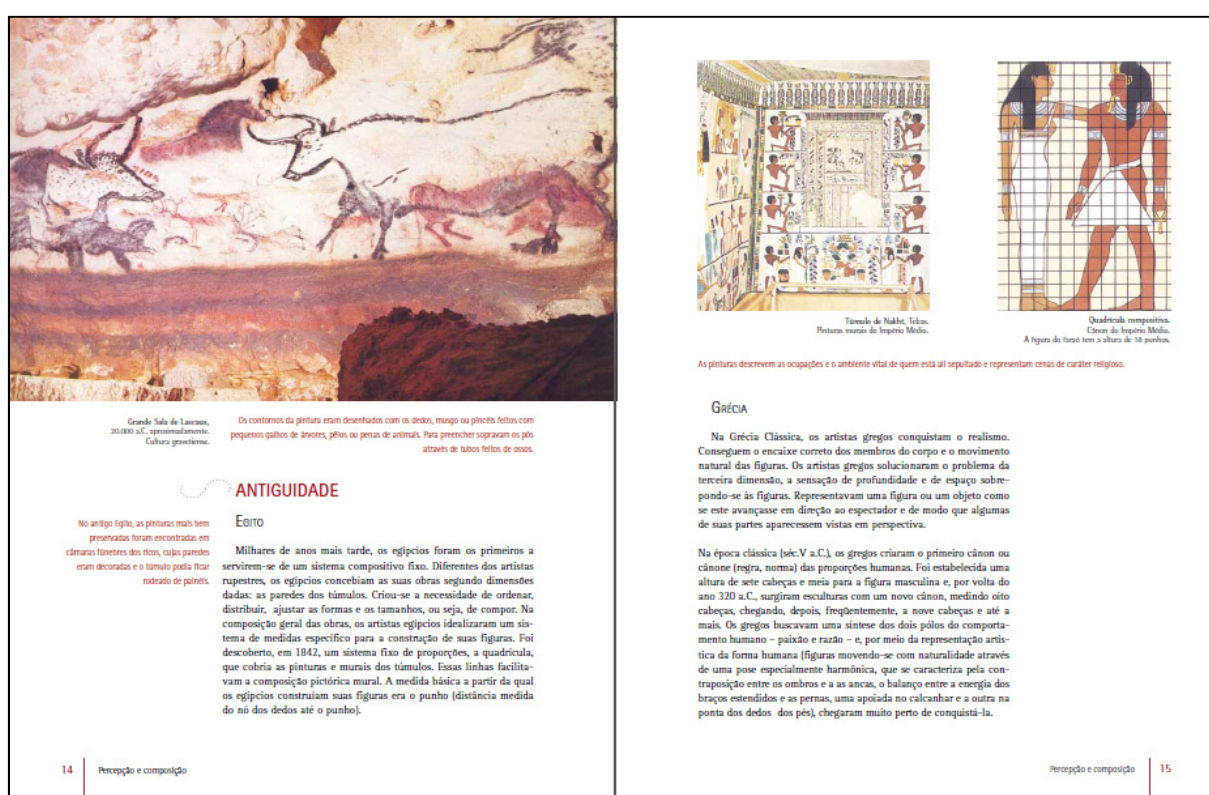 Grande Sala de Lascaux,
20.000 a.C. aproximadamente.
Cultura gravetiense.
Os contornos da pintura eram desenhados com os dedos, musgo ou pincéis feitos com
pequenos galhos de árvores, pêlos ou penas de animais. Para preencher sopravam os pós
através de tubos feitos de ossos.
ANTIGUIDADE
No antigo Egito, as pinturas mais bem
preservadas foram encontradas em
câmaras fúnebres dos ricos, cujas paredes
eram decoradas e o túmulo podia ficar
rodeado de painéis.
EGITO
Milhares de anos mais tarde, os egípcios foram os primeiros a
servirem-se de um sistema compositivo fixo. Diferentes dos artistas
rupestres, os egípcios concebiam as suas obras segundo dimensões
dadas: as paredes dos túmulos. Criou-se a necessidade de ordenar,
distribuir, ajustar as formas e os tamanhos, ou seja, de compor. Na
composição geral das obras, os artistas egípcios idealizaram um sis-
tema de medidas específico para a construção de suas figuras. Foi
descoberto, em 1842, um sistema fixo de proporções, a quadrícula,
que cobria as pinturas e murais dos túmulos. Essas linhas facilita-
vam a composição pictórica mural. A medida básica a partir da qual
os egípcios construíam suas figuras era o punho (distância medida
do nó dos dedos até o punho).
14
Percepção e composição
Túmulo de Nakht, Tebas.
Pinturas murais do Império Médio.
Quadrícula compositiva.
Cânon do Império Médio.
A figura do faraó tem a altura de 18 punhos.
As pinturas descrevem as ocupações e o ambiente vital de quem está ali sepultado e representam cenas de caráter religioso.
GRÉCIA
Na Grécia Clássica, os artistas gregos conquistam o realismo.
Conseguem o encaixe correto dos membros do corpo e o movimento
natural das figuras. Os artistas gregos solucionaram o problema da
terceira dimensão, a sensação de profundidade e de espaço sobre-
pondo-se às figuras. Representavam uma figura ou um objeto como
se este avançasse em direção ao espectador e de modo que algumas
de suas partes aparecessem vistas em perspectiva.
Na época clássica (séc.V a.C.), os gregos criaram o primeiro cânon ou
cânone (regra, norma) das proporções humanas. Foi estabelecida uma
altura de sete cabeças e meia para a figura masculina e, por volta do
ano 320 a.C., surgiram esculturas com um novo cânon, medindo oito
cabeças, chegando, depois, freqüentemente, a nove cabeças e até a
mais. Os gregos buscavam uma síntese dos dois pólos do comporta-
mento humano – paixão e razão – e, por meio da representação artís-
tica da forma humana (figuras movendo-se com naturalidade através
de uma pose especialmente harmônica, que se caracteriza pela con-
traposição entre os ombros e a as ancas, o balanço entre a energia dos
braços estendidos e as pernas, uma apoiada no calcanhar e a outra na
ponta dos dedos dos pés), chegaram muito perto de conquistá-la.
Percepção e composição
15